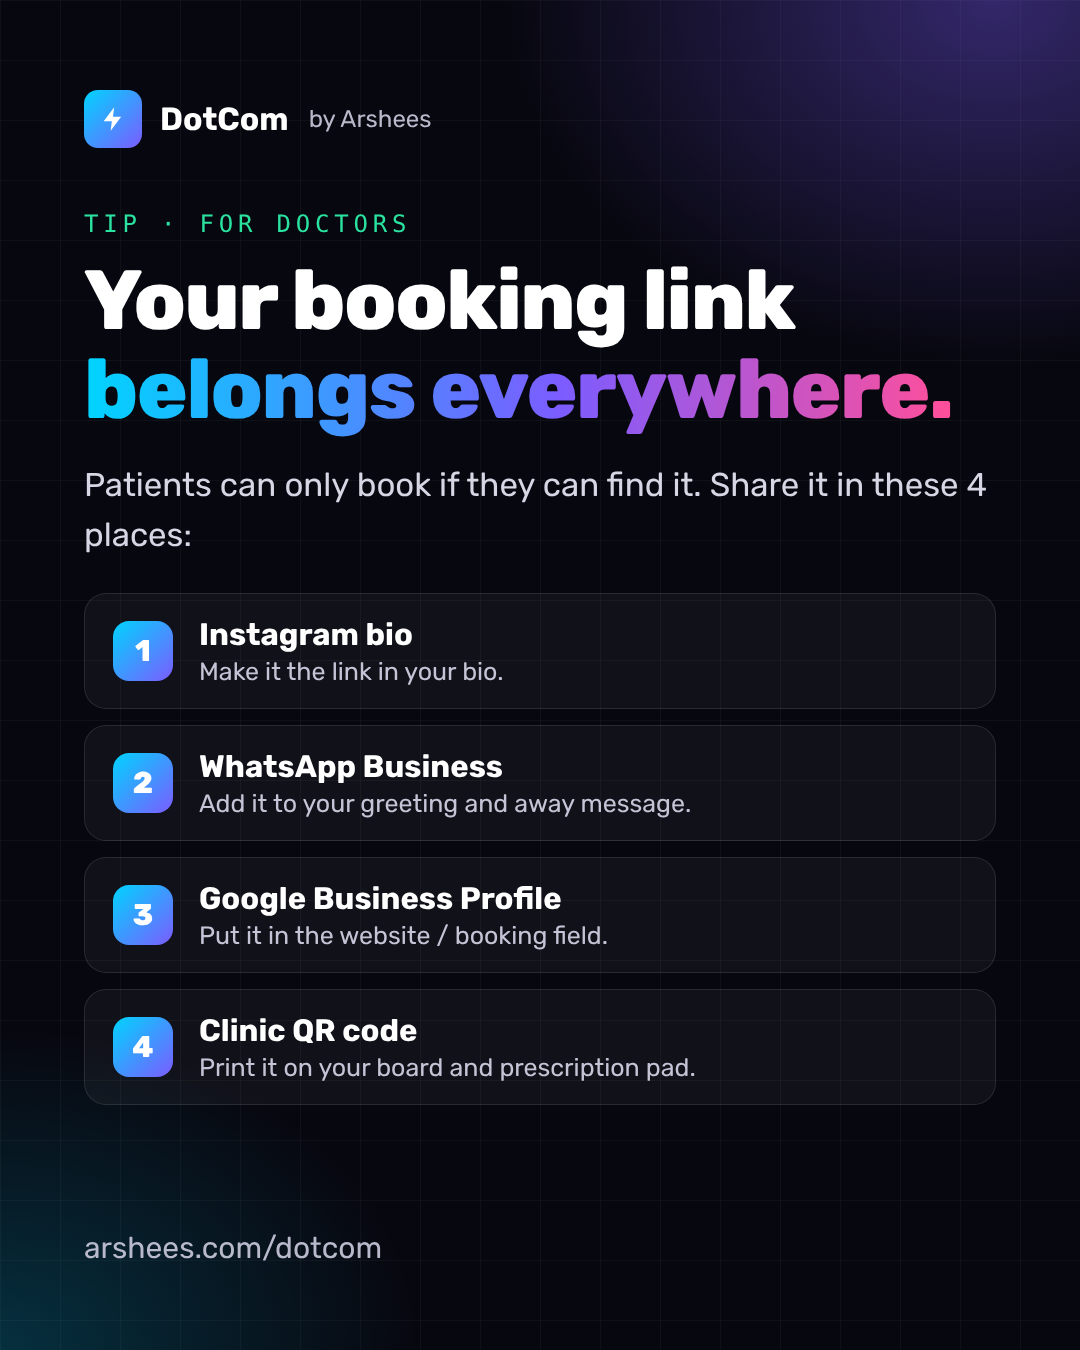 DotCom by Arshees
TIP · FOR DOCTORS
Your booking link
belongs everywhere.
Patients can only book if they can find it. Share it in these 4
places:
1
Instagram bio
Make it the link in your bio.
2
WhatsApp Business
Add it to your greeting and away message.
3
Google Business Profile
Put it in the website / booking field.
4
Clinic QR code
Print it on your board and prescription pad.
arshees.com/dotcom